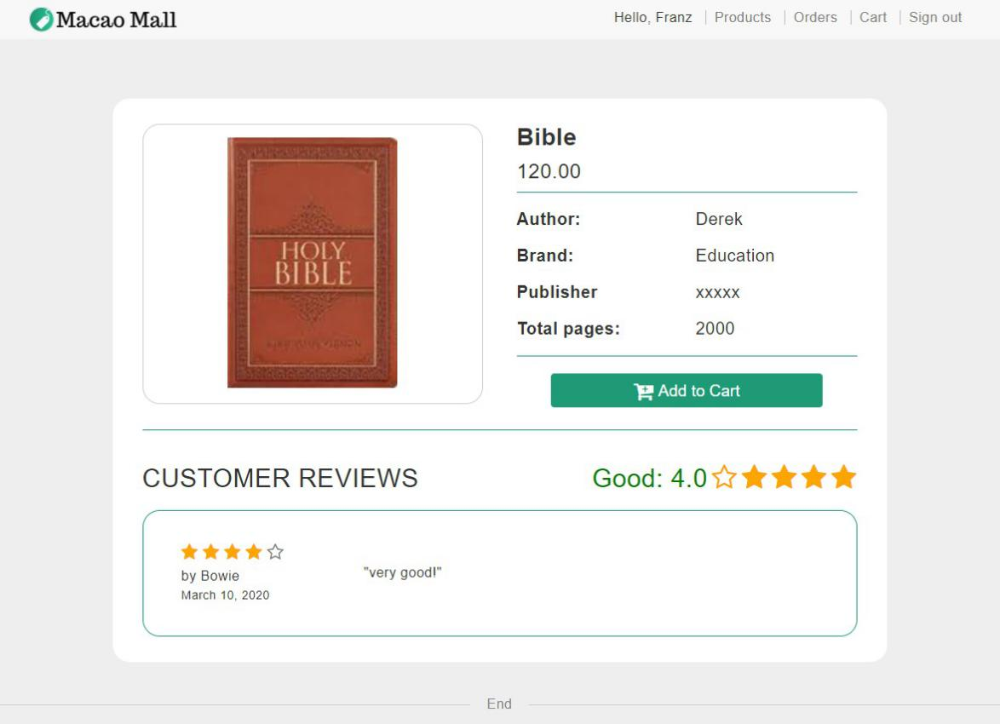 Macao Mall
Hello, Franz
Products
Orders
Cart
Sign out
HOLY
BIBLE
Bible
120.00
Author: Derek
Brand: Education
Publisher xxxxx
Total pages: 2000
Add to Cart
CUSTOMER REVIEWS
Good: 4.0
by Bowie
"very good!"
March 10, 2020
End